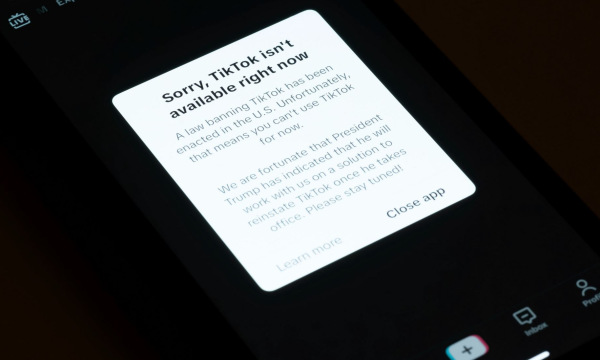 LIVE
Sorry, TikTok isn't
available right now
A law banning TikTok has been
enacted in the U.S. Unfortunately,
that means you can't use TikTok
for now.
We are fortunate that President
Trump has indicated that he will
work with us on a solution to
reinstate TikTok once he takes
office. Please stay tuned!
Close app
Learn more
Inbox